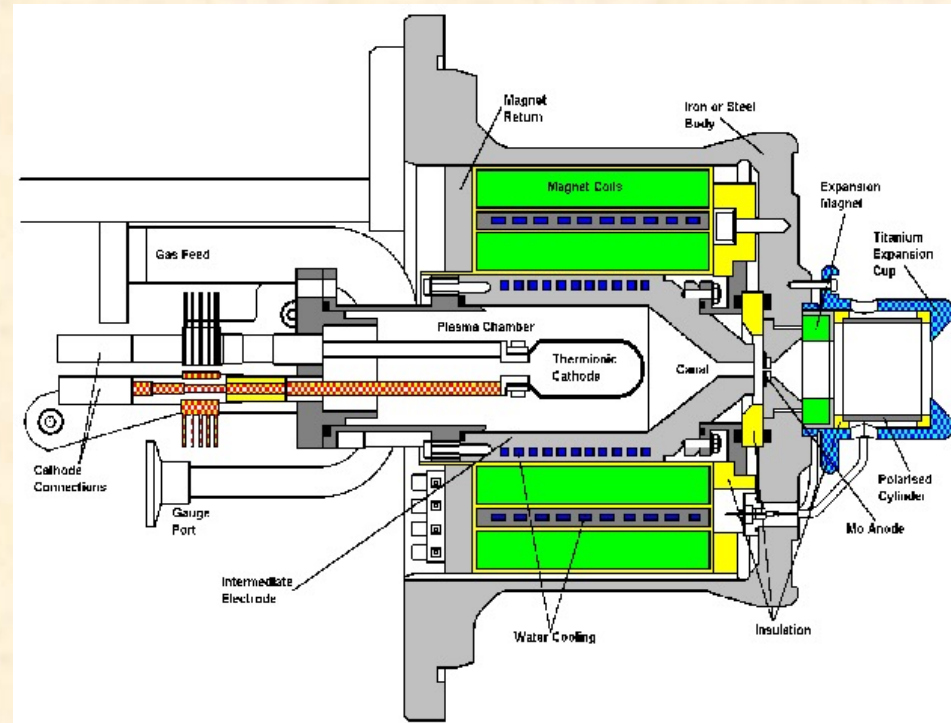 Magnet
Return
Iron or Steel
Body
Magnet Coils
Expansion
Magnet
Titanium
Expansion
Cup
Gas Feed
Plasma Chamber
Thermionic
Cathode
Canal
Cathode
Connections
Gauge
Port
Polarised
Cylinder
Mo Anode
Intermediate
Electrode
Water Cooling
Insulation